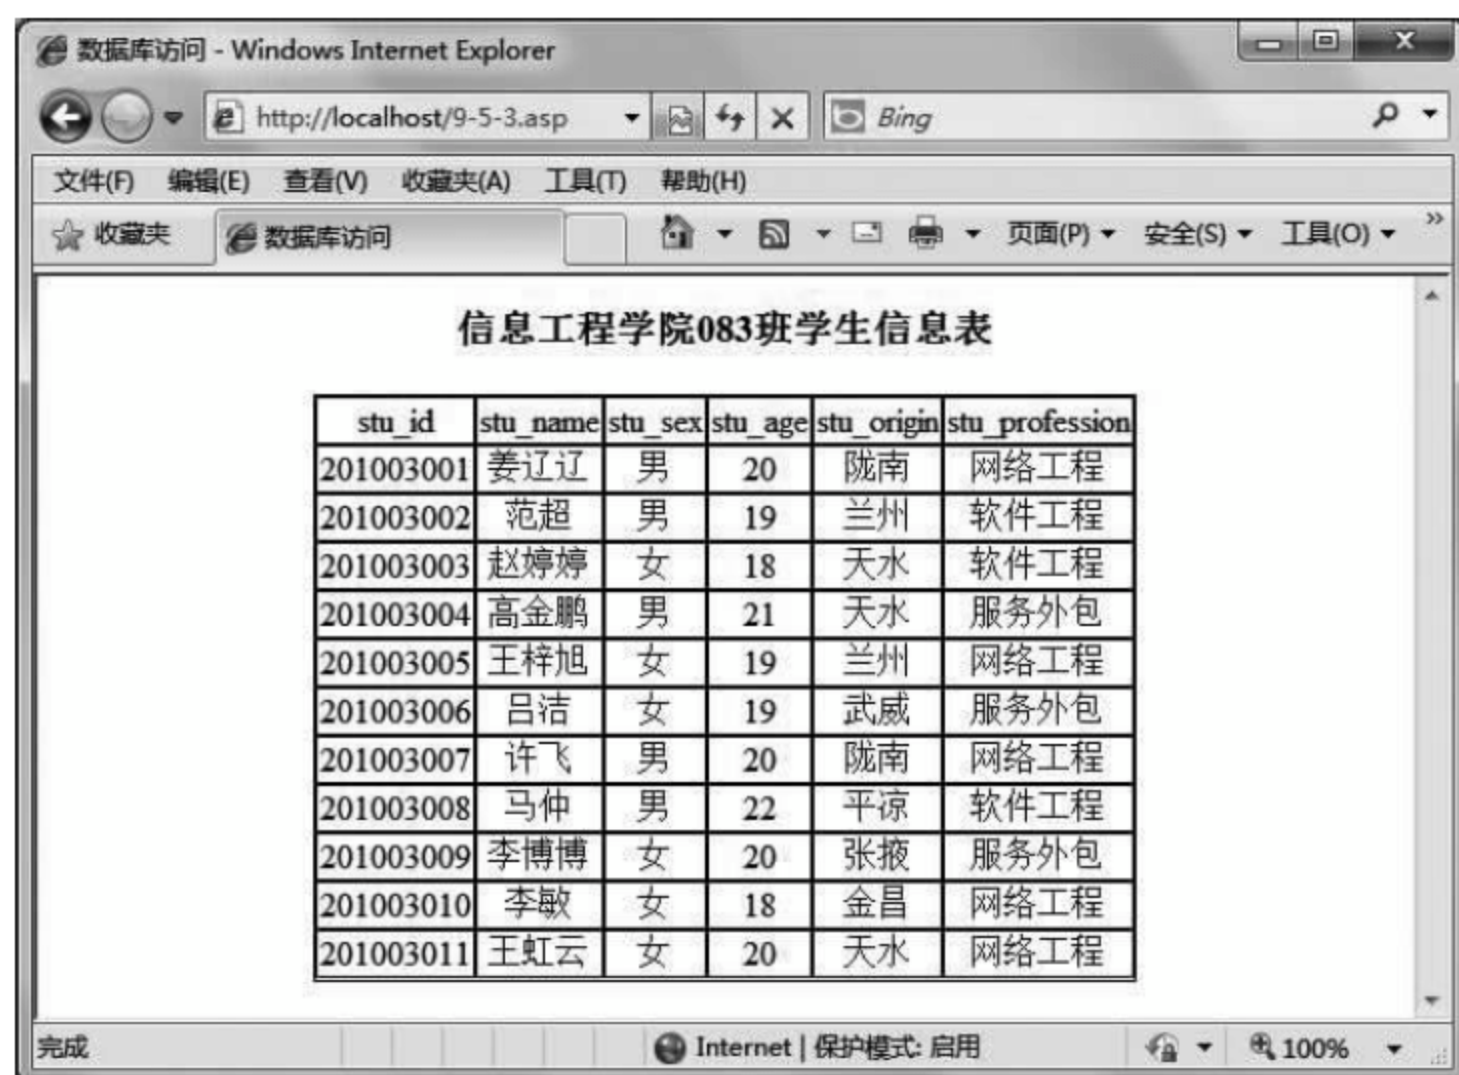 数据库访问 - Windows Internet Explorer
http://localhost/9-5-3.asp Bing
文件(F) 编辑(E) 查看(V) 收藏夹(A) 工具(T) 帮助(H)
收藏夹 数据库访问 页面(P) 安全(S) 工具(O) »
信息工程学院083班学生信息表
stu_id stu_name stu_sex stu_age stu_origin stu_profession
201003001 姜辽辽 男 20 陇南 网络工程
201003002 范超 男 19 兰州 软件工程
201003003 赵婷婷 女 18 天水 软件工程
201003004 高金鹏 男 21 天水 服务外包
201003005 王梓旭 女 19 兰州 网络工程
201003006 吕洁 女 19 武威 服务外包
201003007 许飞 男 20 陇南 网络工程
201003008 马仲 男 22 平凉 软件工程
201003009 李博博 女 20 张掖 服务外包
201003010 李敏 女 18 金昌 网络工程
201003011 王虹云 女 20 天水 网络工程
完成 Internet | 保护模式: 启用 100%